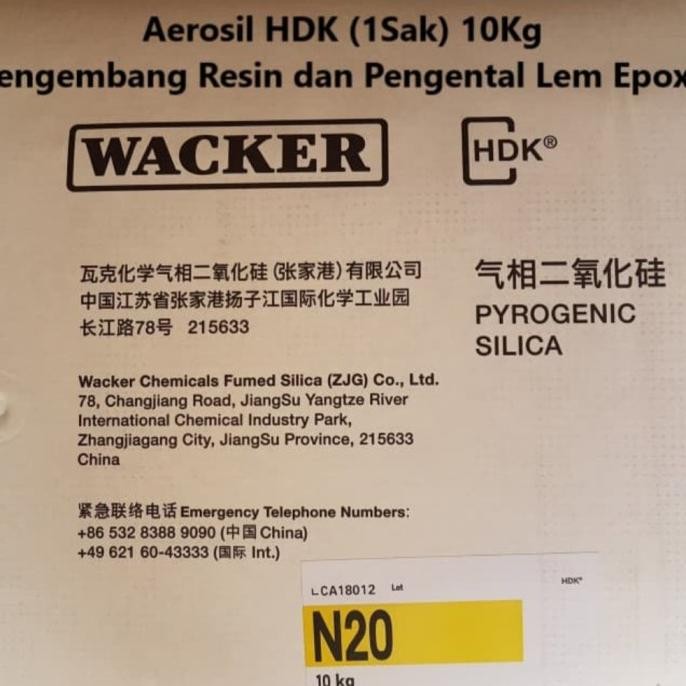 Aerosil HDK (1Sak) 10Kg
engembang Resin dan Pengental Lem Epox
WACKER
HDK®
瓦克化学气相二氧化硅(张家港)有限公司
中国江苏省张家港扬子江国际化学工业园
长江路78号 215633
气相二氧化硅
PYROGENIC
SILICA
Wacker Chemicals Fumed Silica (ZJG) Co., Ltd.
78, Changjiang Road, JiangSu Yangtze River
International Chemical Industry Park,
Zhangjiagang City, JiangSu Province, 215633
China
紧急联络电话 Emergency Telephone Numbers:
+86 532 8388 9090 (中国 China)
+49 621 60-43333 (国际 Int.)
LCA18012 Lot HDK®
N20
10 kg